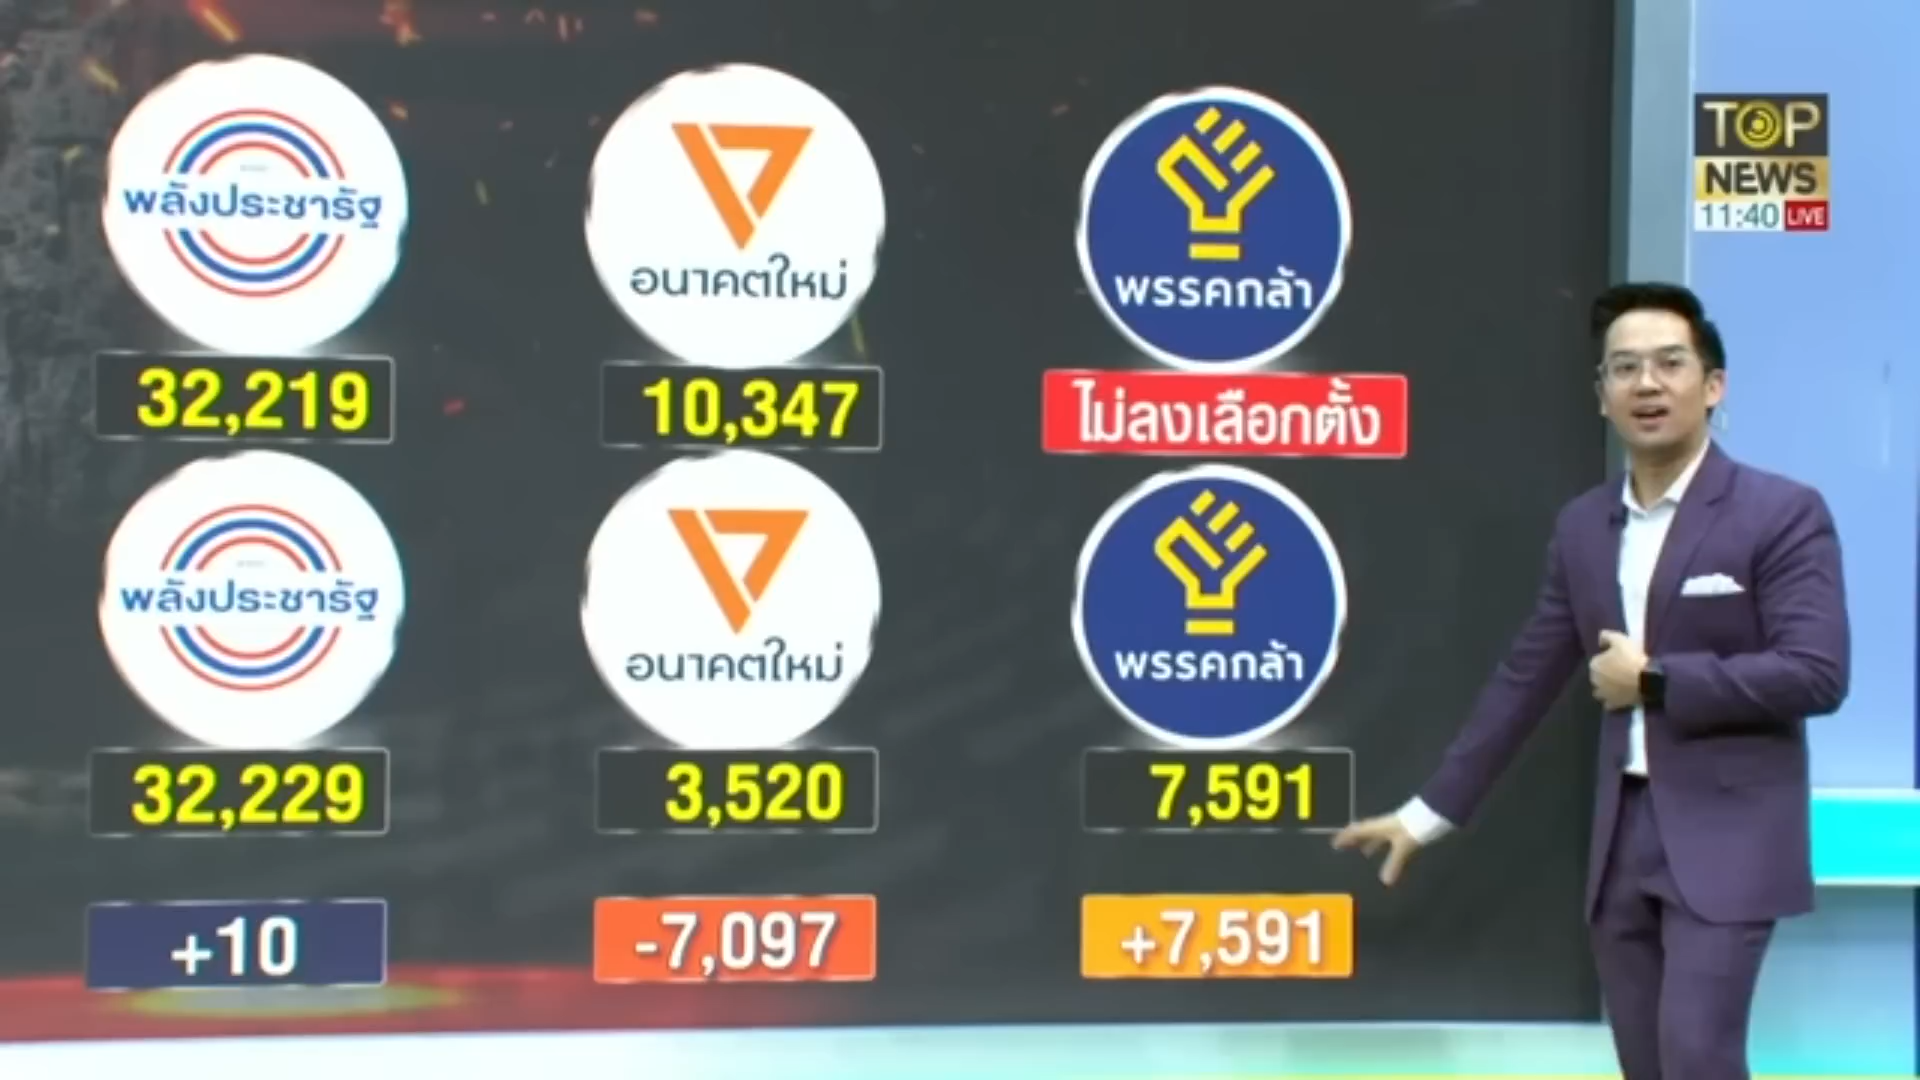 พลังประชารัฐ
อนาคตใหม่
พรรคกล้า
32,219
10,347
ไม่ลงเลือกตั้ง
พลังประชารัฐ
อนาคตใหม่
พรรคกล้า
32,229
3,520
7,591
+10
-7,097
+7,591
TOP
NEWS
11:40 LIVE